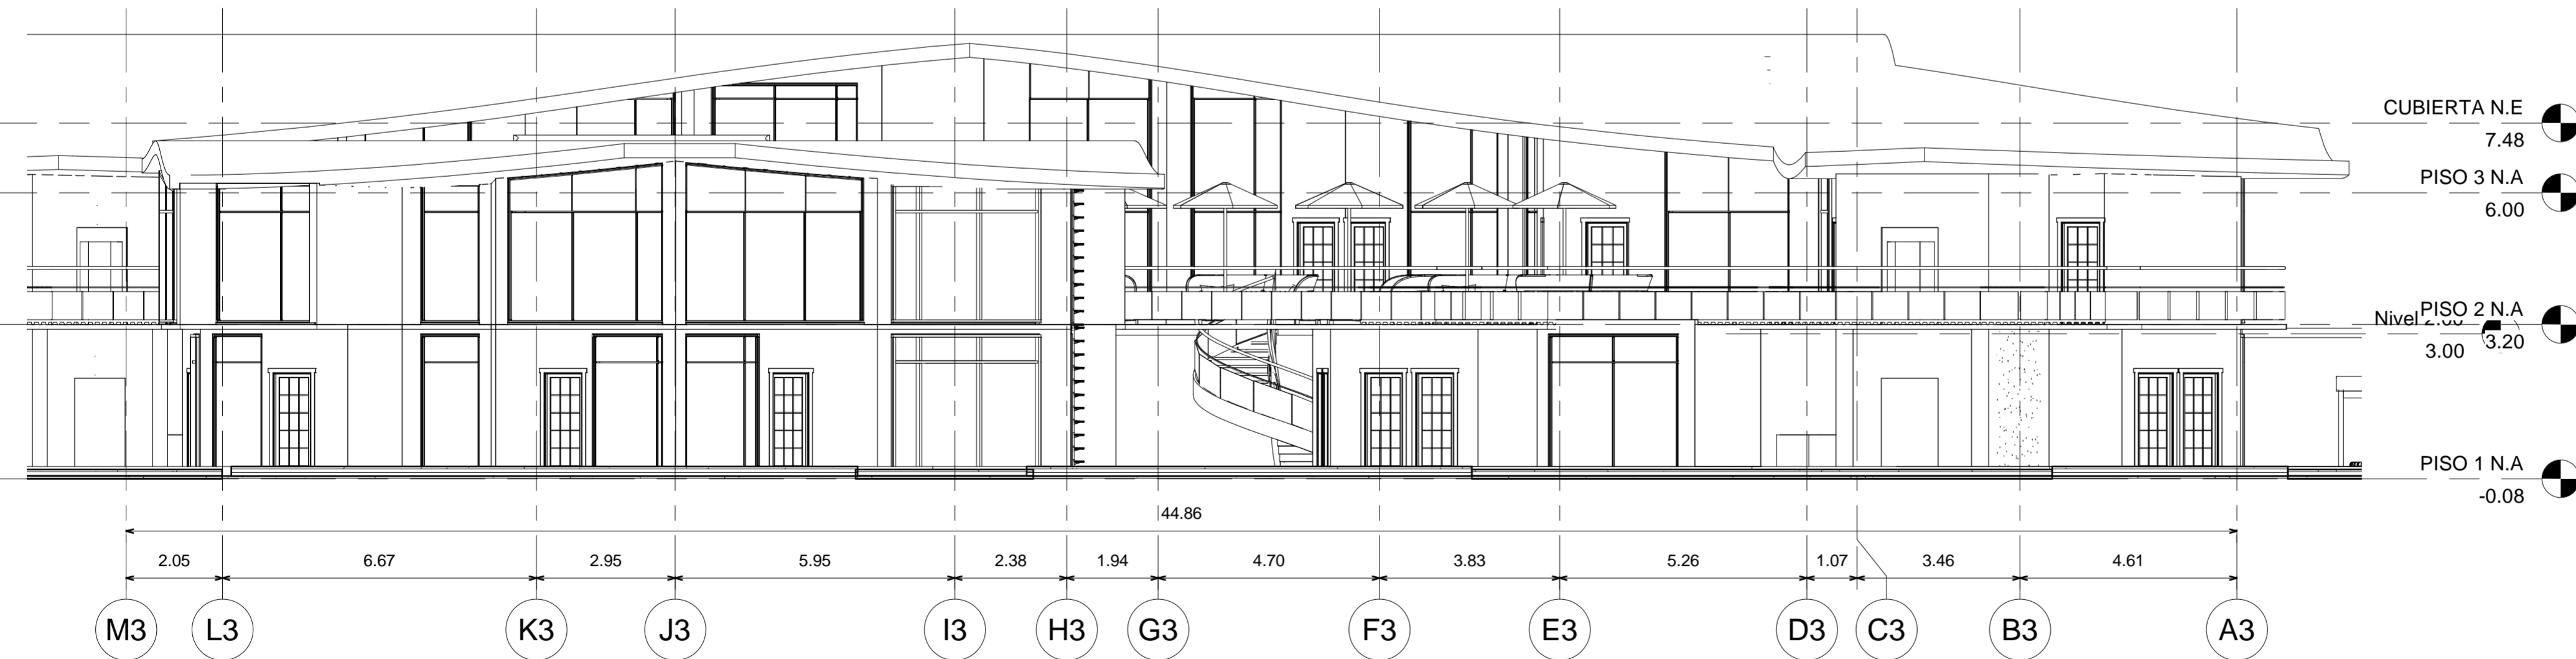 CUBIERTA N.E
7.48
PISO 3 N.A
6.00
PISO 2 N.A
Nivel
3.20
3.00
PISO 1 N.A
-0.08
44.86
2.05 6.67 2.95 5.95 2.38 1.94 4.70 3.83 5.26 1.07 3.46 4.61
M3 L3 K3 J3 I3 H3 G3 F3 E3 D3 C3 B3 A3